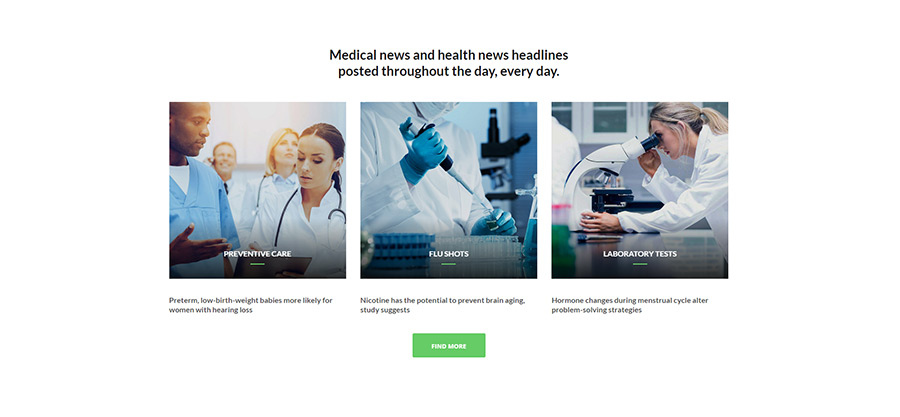 Medical news and health news headlines
posted throughout the day, every day.
PREVENTIVE CARE
FLU SHOTS
LABORATORY TESTS
Preterm, low-birth-weight babies more likely for
women with hearing loss
Nicotine has the potential to prevent brain aging,
study suggests
Hormone changes during menstrual cycle alter
problem-solving strategies
FIND MORE